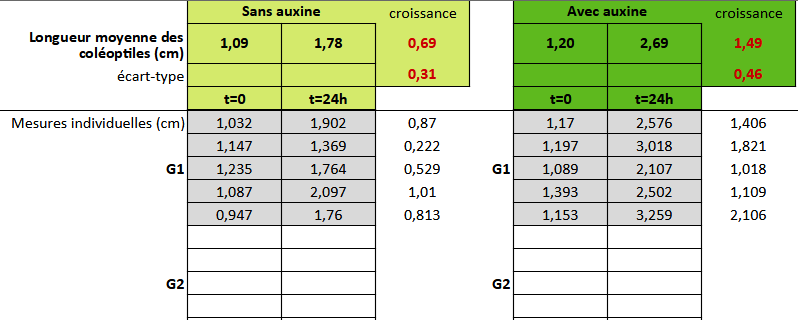 Sans auxine croissance Avec auxine croissance
Longueur moyenne des coléoptiles (cm) 1,09 1,78 0,69 1,20 2,69 1,49
écart-type 0,31 0,46
t=0 t=24h t=0 t=24h
Mesures individuelles (cm) 1,032 1,902 0,87 1,17 2,576 1,406
1,147 1,369 0,222 1,197 3,018 1,821
G1 1,235 1,764 0,529 G1 1,089 2,107 1,018
1,087 2,097 1,01 1,393 2,502 1,109
0,947 1,76 0,813 1,153 3,259 2,106
G2 G2